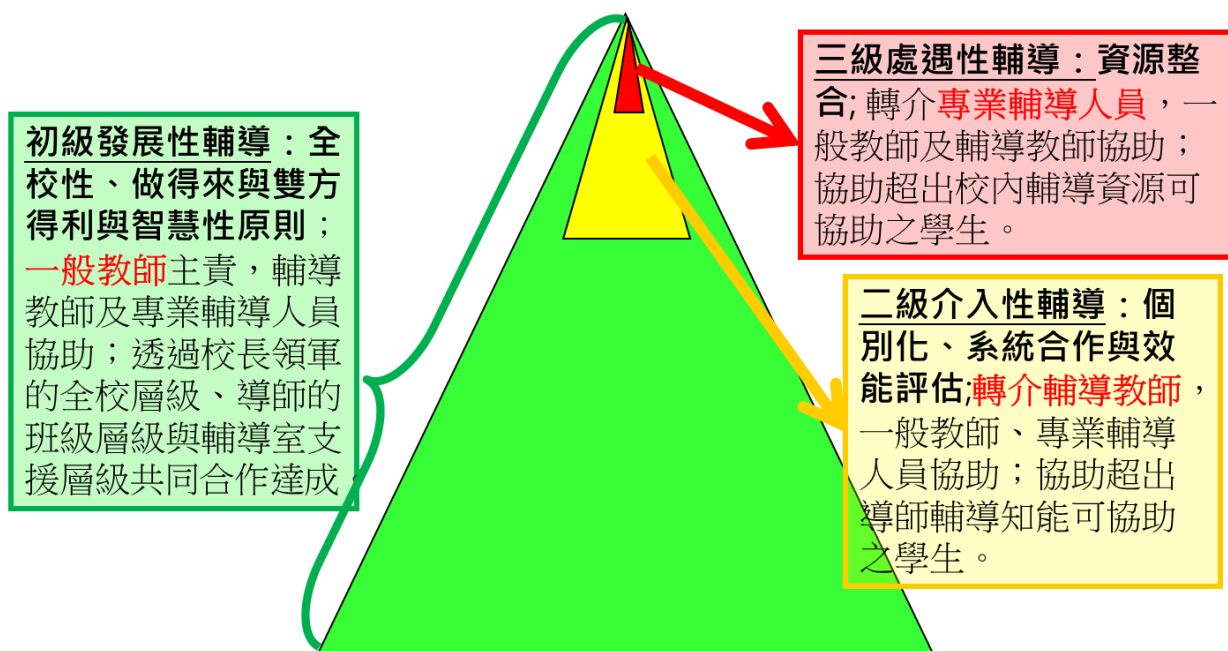 初級發展性輔導：全
校性、做得來與雙方
得利與智慧性原則；
一般教師主責，輔導
教師及專業輔導人員
協助；透過校長領軍
的全校層級、導師的
班級層級與輔導室支
援層級共同合作達成。
三級處遇性輔導：資源整
合; 轉介專業輔導人員，一
般教師及輔導教師協助；
協助超出校內輔導資源可
協助之學生。
二級介入性輔導：個
別化、系統合作與效
能評估;轉介輔導教師，
一般教師、專業輔導
人員協助；協助超出
導師輔導知能可協助
之學生。